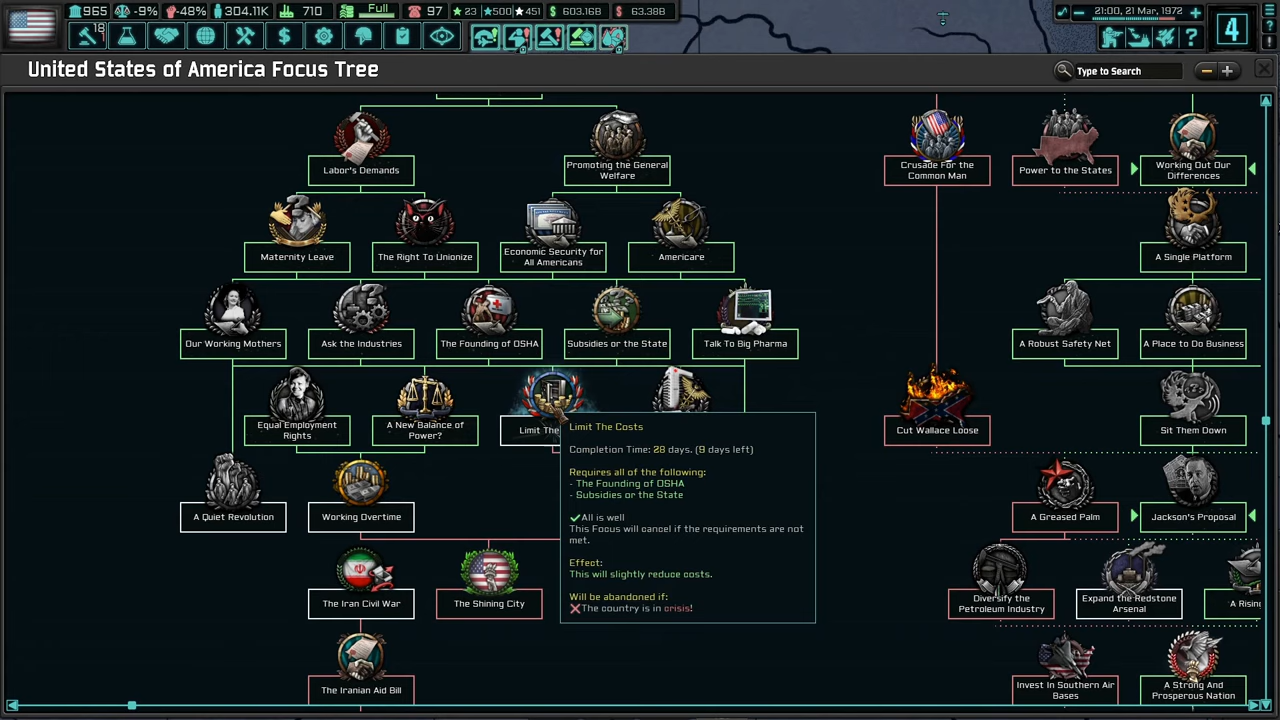 965 -9% -48% 304.11K 710 Full 97 23 500 451 $ 603.16B $ 63.38B
21:00, 21 Mar, 1972
18
4
United States of America Focus Tree
Type to Search
Labor's Demands
Promoting the General Welfare
Crusade For the Common Man
Power to the States
Working Out Our Differences
Maternity Leave
The Right To Unionize
Economic Security for All Americans
Americare
A Single Platform
Our Working Mothers
Ask the Industries
The Founding of OSHA
Subsidies or the State
Talk To Big Pharma
A Robust Safety Net
A Place to Do Business
Equal Employment Rights
A New Balance of Power?
Limit The
Cut Wallace Loose
Sit Them Down
Limit The Costs
Completion Time: 28 days. (9 days left)
Requires all of the following:
- The Founding of OSHA
- Subsidies or the State
All is well
This Focus will cancel if the requirements are not
met.
Effect:
This will slightly reduce costs.
Will be abandoned if:
The country is in crisis!
A Quiet Revolution
Working Overtime
A Greased Palm
Jackson's Proposal
The Iran Civil War
The Shining City
Diversify the Petroleum Industry
Expand the Redstone Arsenal
A Rising
The Iranian Aid Bill
Invest In Southern Air Bases
A Strong And Prosperous Nation